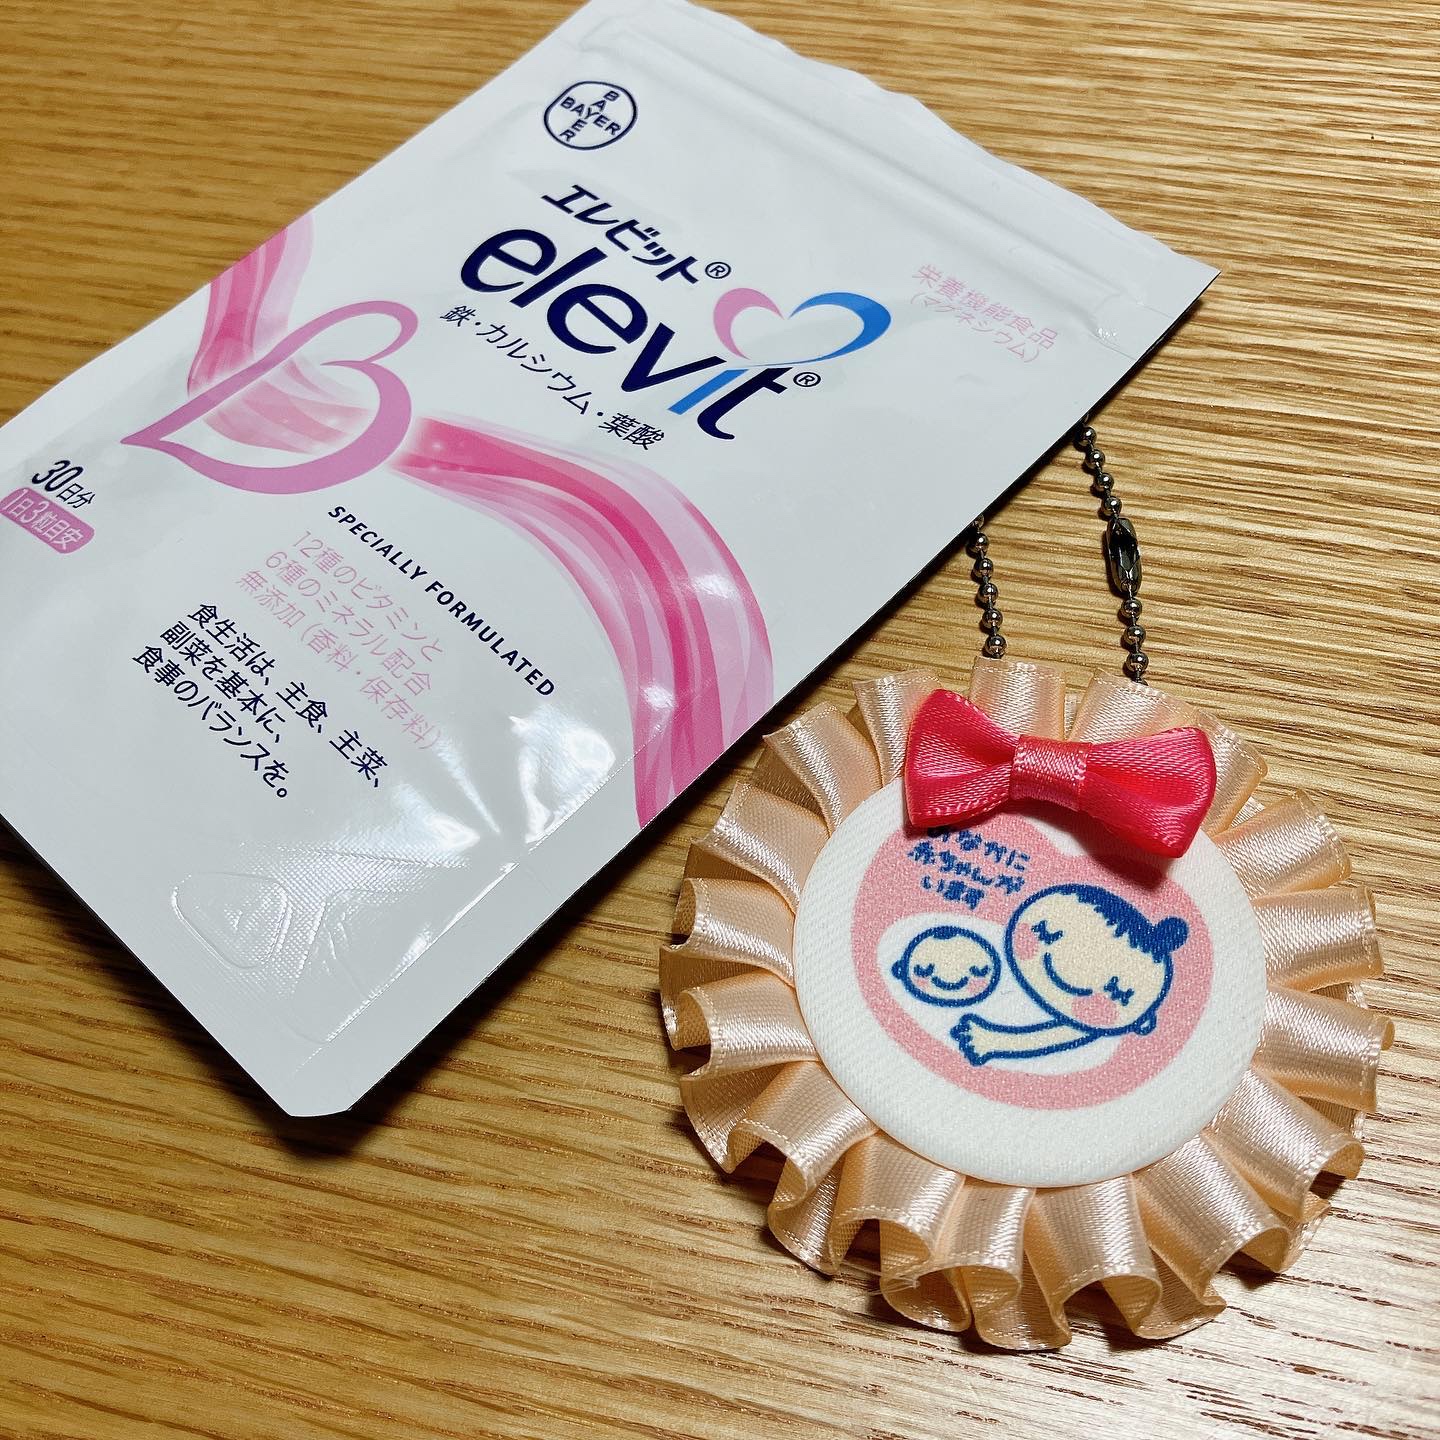 BAYER
BAYER
エレビット®
elevit®
鉄・カルシウム・葉酸
栄養機能食品
(マグネシウム)
30日分
1日3粒目安
SPECIALLY FORMULATED
12種のビタミンと
6種のミネラル配合
無添加(香料・保存料)
食生活は、主食、主菜、
副菜を基本に、
食事のバランスを。
おなかに
赤ちゃんが
います